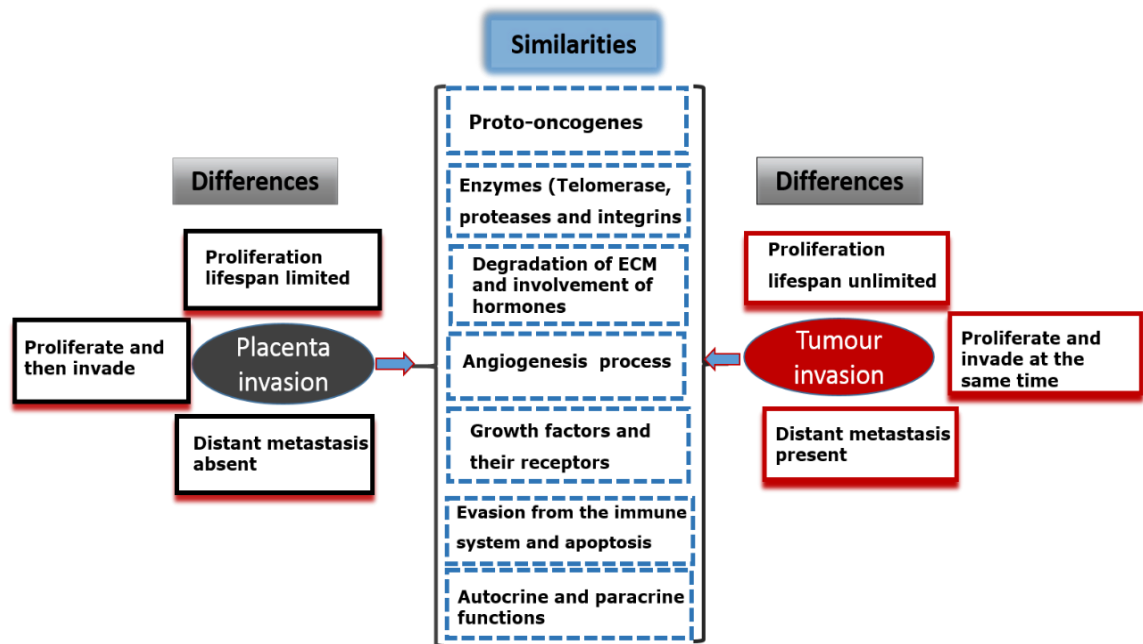 Similarities
Proto-oncogenes
Enzymes (Telomerase,
proteases and integrins
Degradation of ECM
and involvement of
hormones
Angiogenesis process
Growth factors and
their receptors
Evasion from the immune
system and apoptosis
Autocrine and paracrine
functions
Differences
Proliferation
lifespan limited
Proliferate and
then invade
Placenta
invasion
Distant metastasis
absent
Differences
Proliferation
lifespan unlimited
Tumour
invasion
Proliferate and
invade at the
same time
Distant metastasis
present